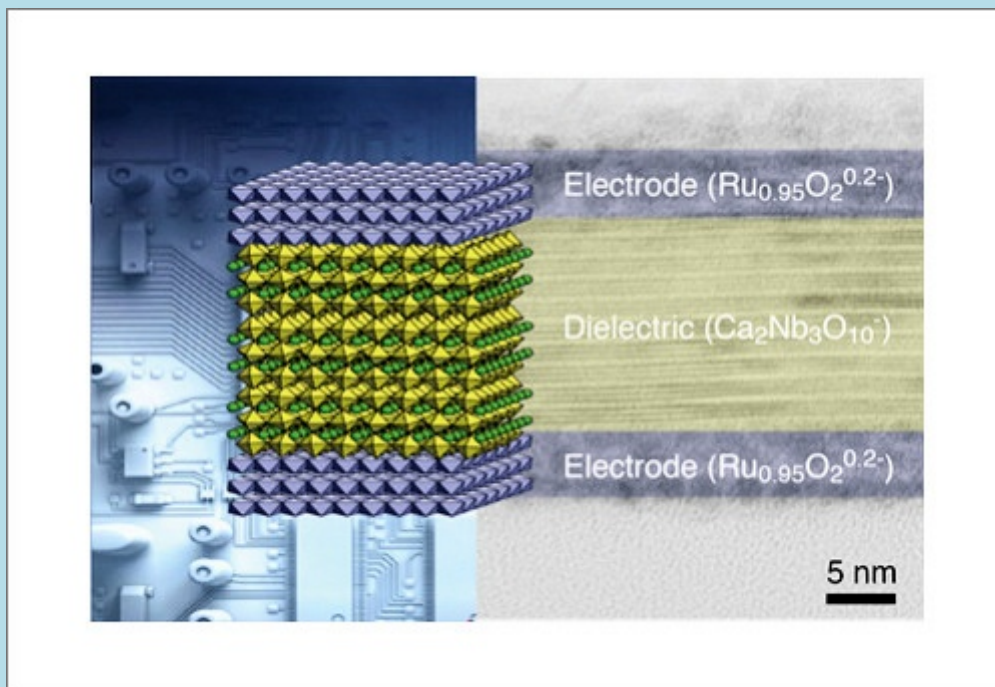 Electrode (Ru₀.₉₅O₂⁰·²⁻)
Dielectric (Ca₂Nb₃O₁₀⁻)
Electrode (Ru₀.₉₅O₂⁰·²⁻)
5 nm